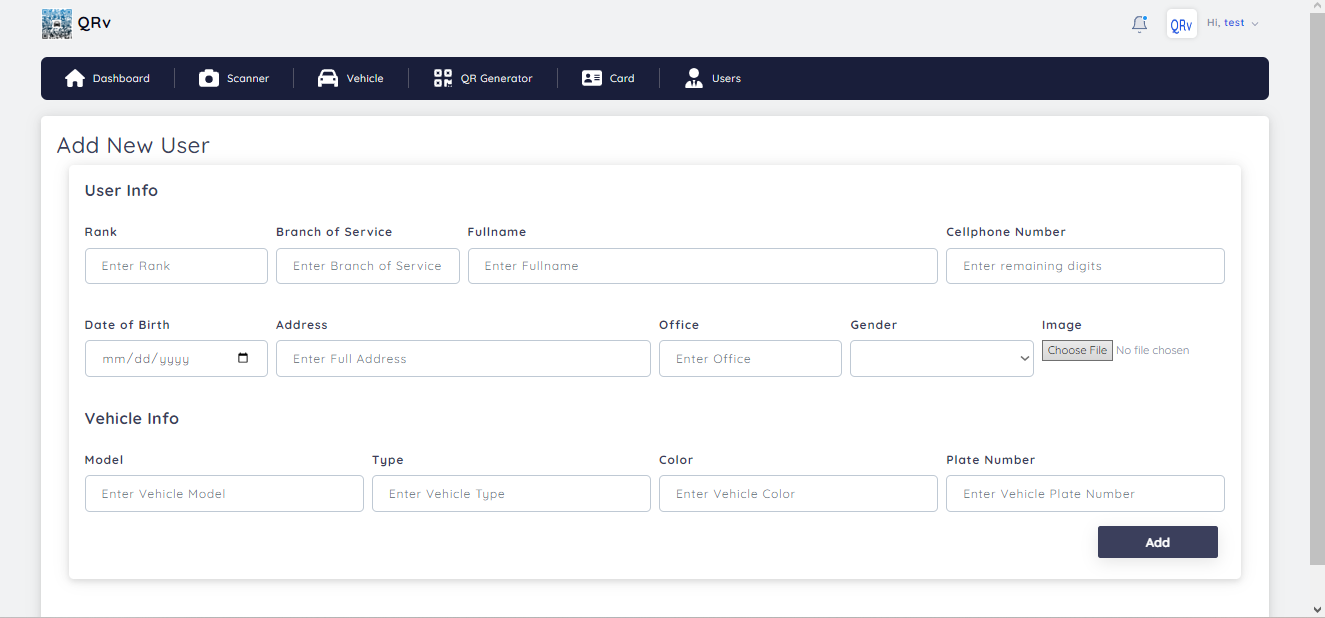 QRv
QRv Hi, test
Dashboard Scanner Vehicle QR Generator Card Users
Add New User
User Info
Rank Branch of Service Fullname Cellphone Number
Enter Rank Enter Branch of Service Enter Fullname Enter remaining digits
Date of Birth Address Office Gender Image
mm/dd/yyyy Enter Full Address Enter Office Choose File No file chosen
Vehicle Info
Model Type Color Plate Number
Enter Vehicle Model Enter Vehicle Type Enter Vehicle Color Enter Vehicle Plate Number
Add